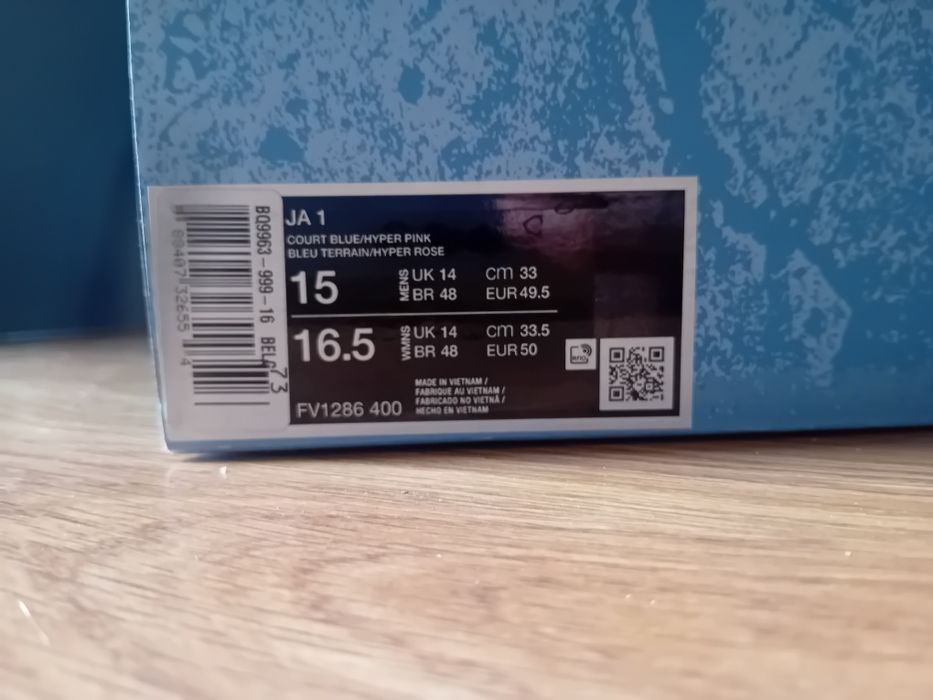 JA 1
COURT BLUE/HYPER PINK
BLEU TERRAIN/HYPER ROSE
15
MENS
UK 14 cm 33
BR 48 EUR 49.5
16.5
WMNS
UK 14 cm 33.5
BR 48 EUR 50
MADE IN VIETNAM /
FABRIQUE AU VIETNAM /
FABRICADO NO VIETNÃ /
HECHO EN VIETNAM
FV1286 400
BQ9963-999-16
73